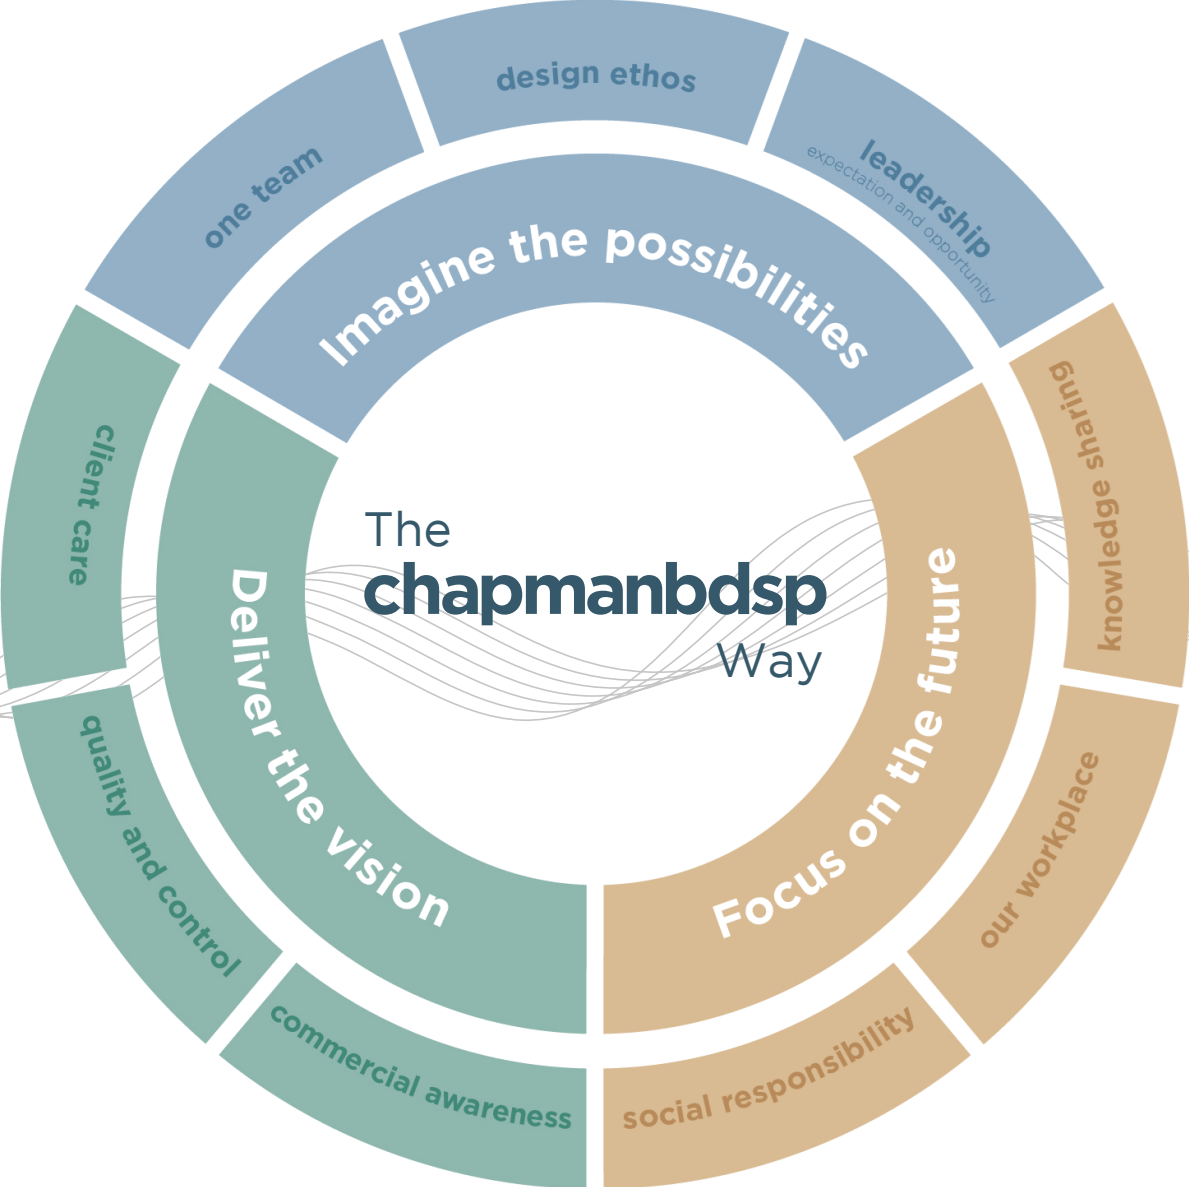 design ethos
one team
leadership
expectation and opportunity
Imagine the possibilities
knowledge sharing
client care
The
chapmanbdsp
Way
Deliver the vision
Focus on the future
quality and control
our workplace
commercial awareness
social responsibility